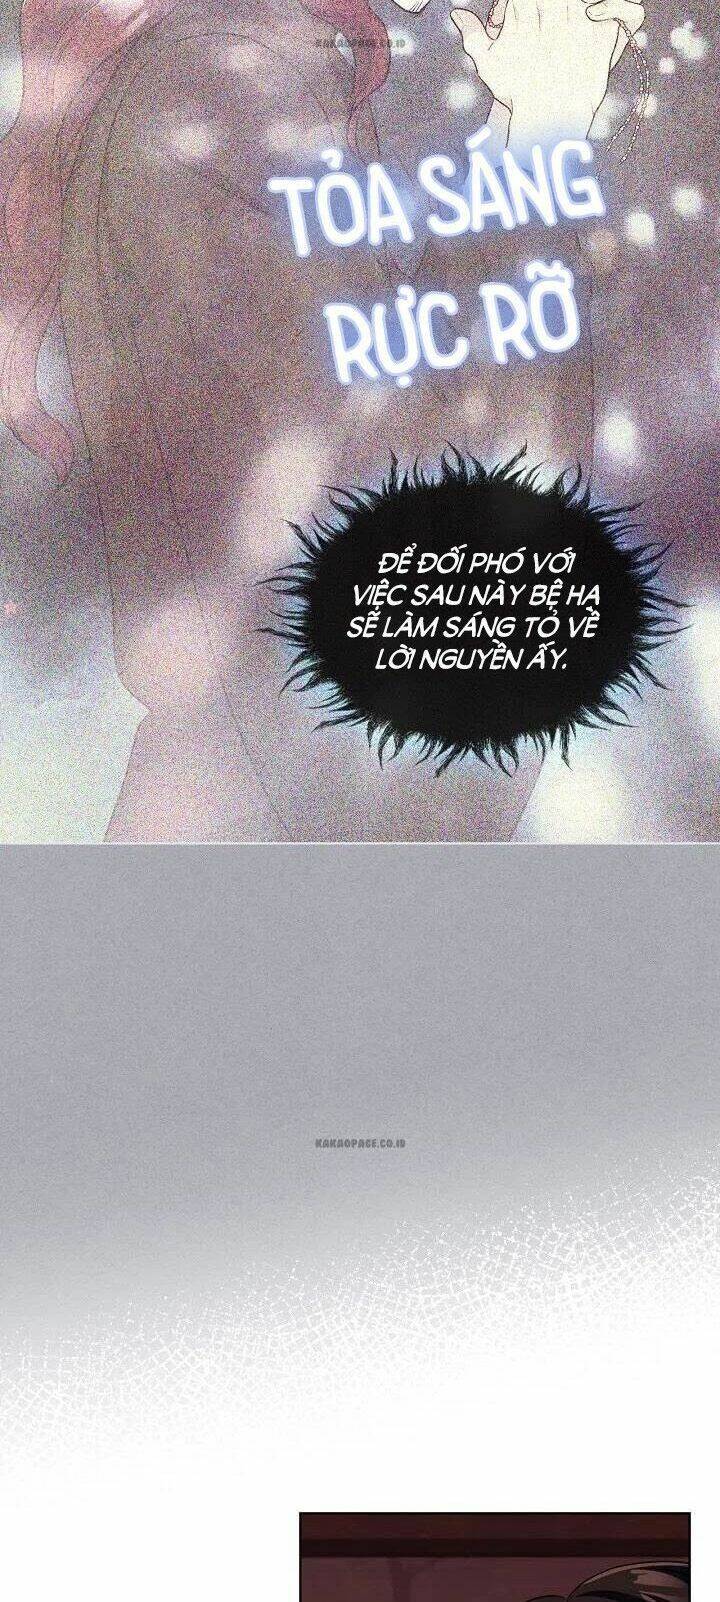 KAKAOPAGE.CO.ID
TỎA SÁNG
RỰC RỠ
ĐỂ ĐỐI PHÓ VỚI
VIỆC SAU NÀY BỆ HẠ
SẼ LÀM SÁNG TỎ VỀ
LỜI NGUYỀN ẤY.
KAKAOPAGE.CO.ID